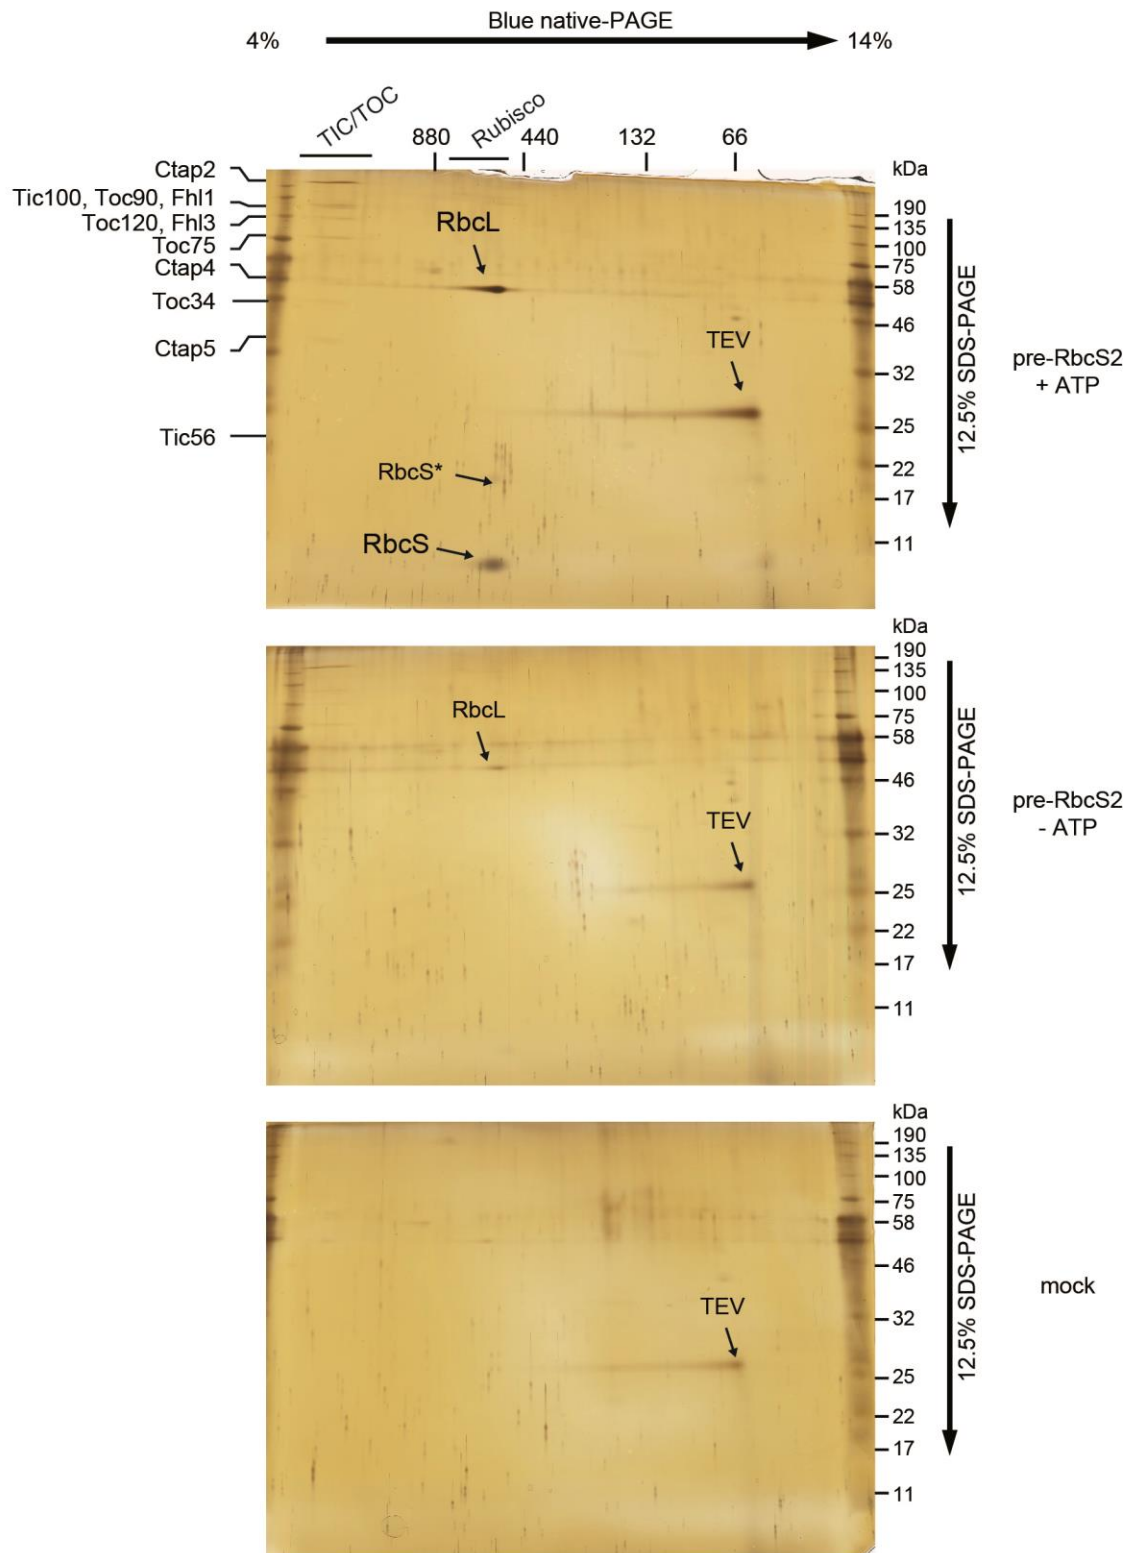 Blue native-PAGE
4%
14%
TIC/TOC
880
Rubisco
440
132
66
Ctap2
Tic100, Toc90, Fhl1
Toc120, Fhl3
Toc75
Ctap4
Toc34
Ctap5
Tic56
RbcL
TEV
RbcS*
RbcS
kDa
190
135
100
75
58
46
32
25
22
17
11
12.5% SDS-PAGE
pre-RbcS2
+ ATP
RbcL
TEV
kDa
190
135
100
75
58
46
32
25
22
17
11
12.5% SDS-PAGE
pre-RbcS2
- ATP
TEV
kDa
190
135
100
75
58
46
32
25
22
17
11
12.5% SDS-PAGE
mock